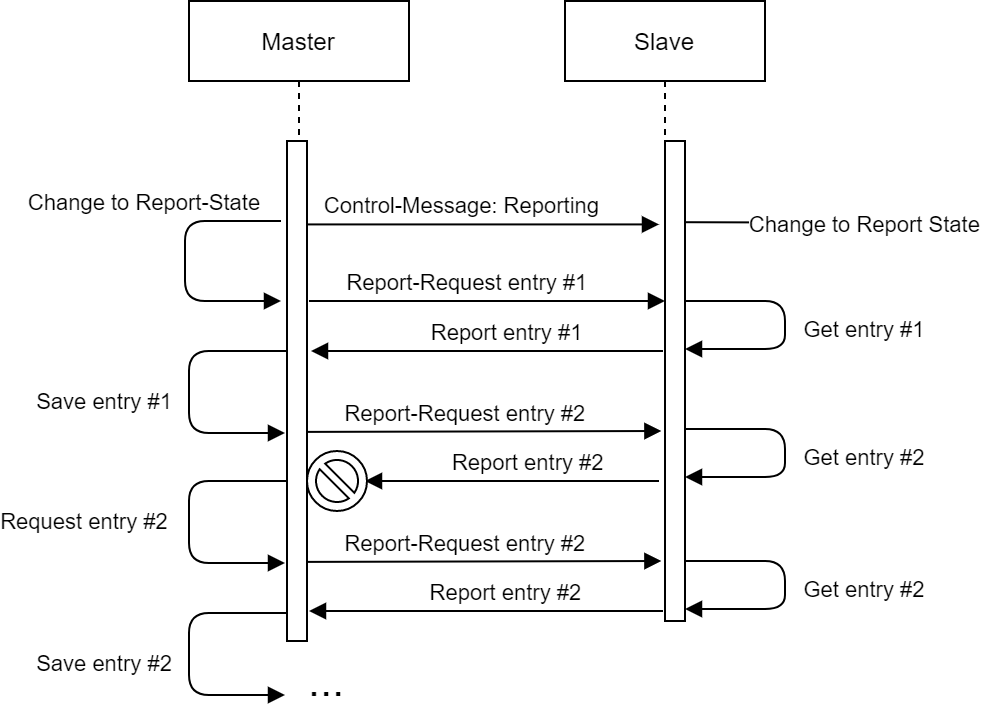 Master
Slave
Change to Report-State
Control-Message: Reporting
Change to Report State
Report-Request entry #1
Report entry #1
Get entry #1
Save entry #1
Report-Request entry #2
Report entry #2
Get entry #2
Request entry #2
Report-Request entry #2
Report entry #2
Get entry #2
Save entry #2
...